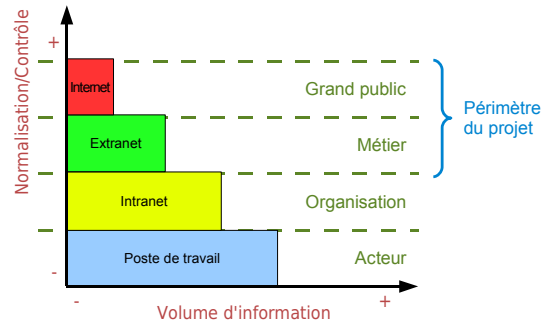 Normalisation/Contrôle
+
Internet
Grand public
Périmètre
du projet
Extranet
Métier
Intranet
Organisation
Poste de travail
Acteur
-
-
+
Volume d'information